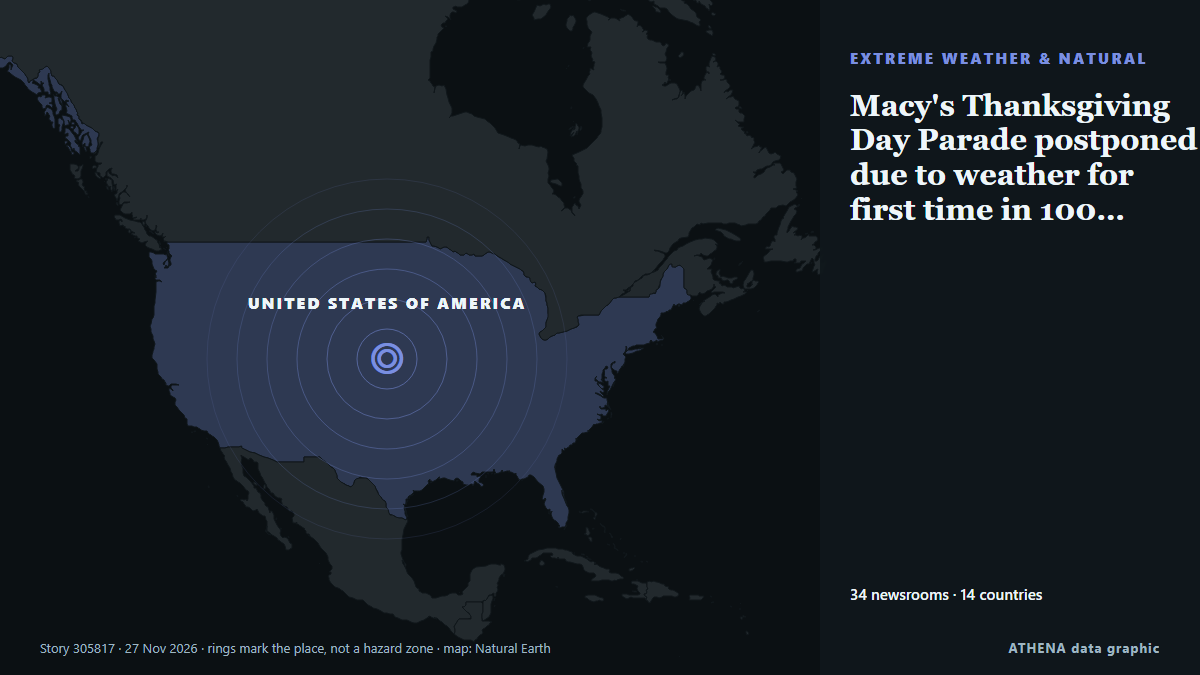 EXTREME WEATHER & NATURAL
Macy's Thanksgiving
Day Parade postponed
due to weather for
first time in 100...
UNITED STATES OF AMERICA
34 newsrooms · 14 countries
Story 305817 · 27 Nov 2026 · rings mark the place, not a hazard zone · map: Natural Earth
ATHENA data graphic